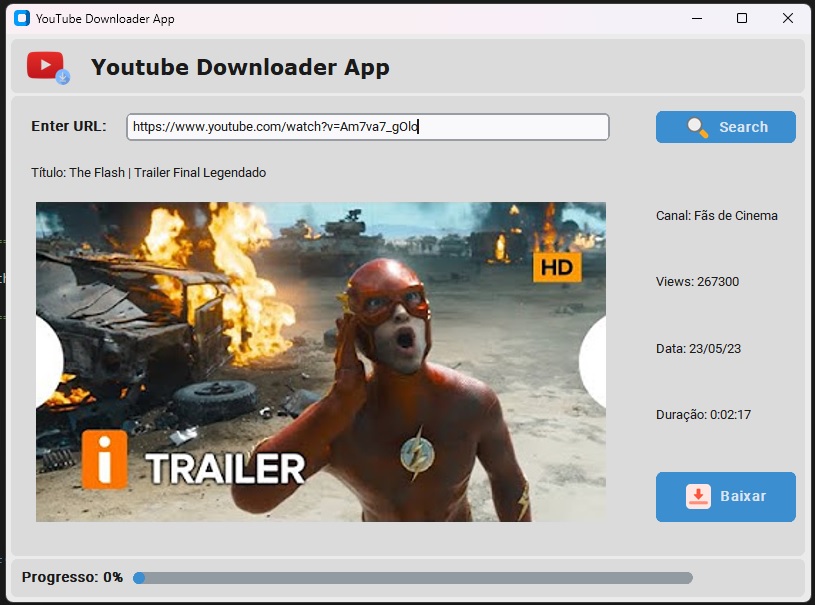 YouTube Downloader App
Youtube Downloader App
Enter URL: https://www.youtube.com/watch?v=Am7va7_gOlo Search
Título: The Flash | Trailer Final Legendado
Canal: Fãs de Cinema
HD
Views: 267300
Data: 23/05/23
Duração: 0:02:17
i TRAILER
Baixar
Progresso: 0%